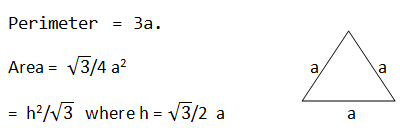 Perimeter = 3a.
Area = √3/4 a²
= h²/√3 where h = √3/2 a
a a
a